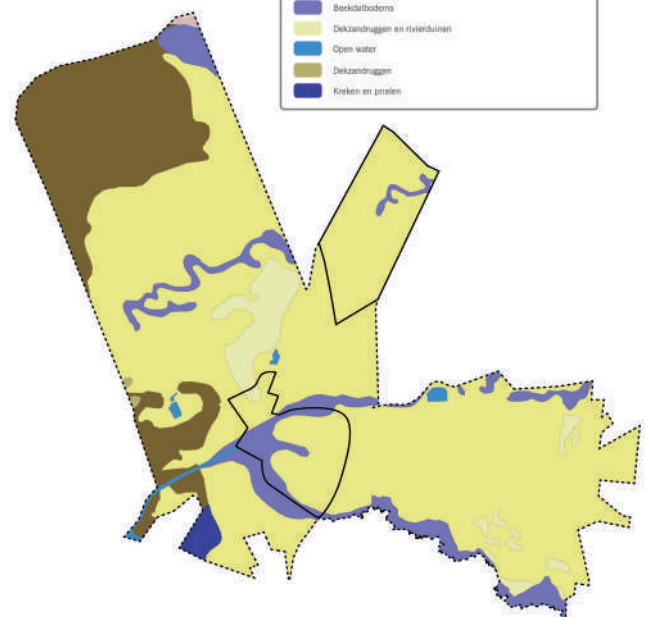 Beekdalbodems
Dekzandruggen en rivierduinen
Open water
Dekzandruggen
Kreken en prielen